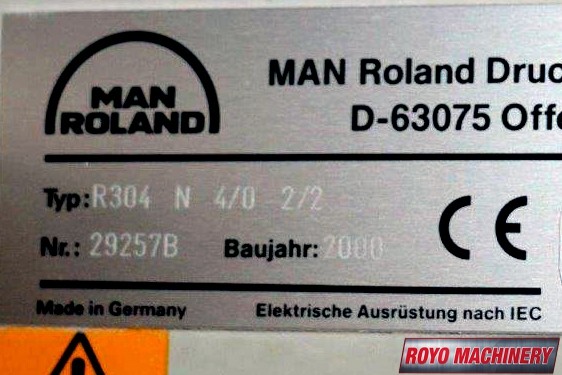 MAN
ROLAND
MAN Roland Druc
D-63075 Offe
Typ: R304 N 4/0 2/2
Nr.: 29257B Baujahr: 2000
CE
Made in Germany Elektrische Ausrüstung nach IEC
ROYO MACHINERY